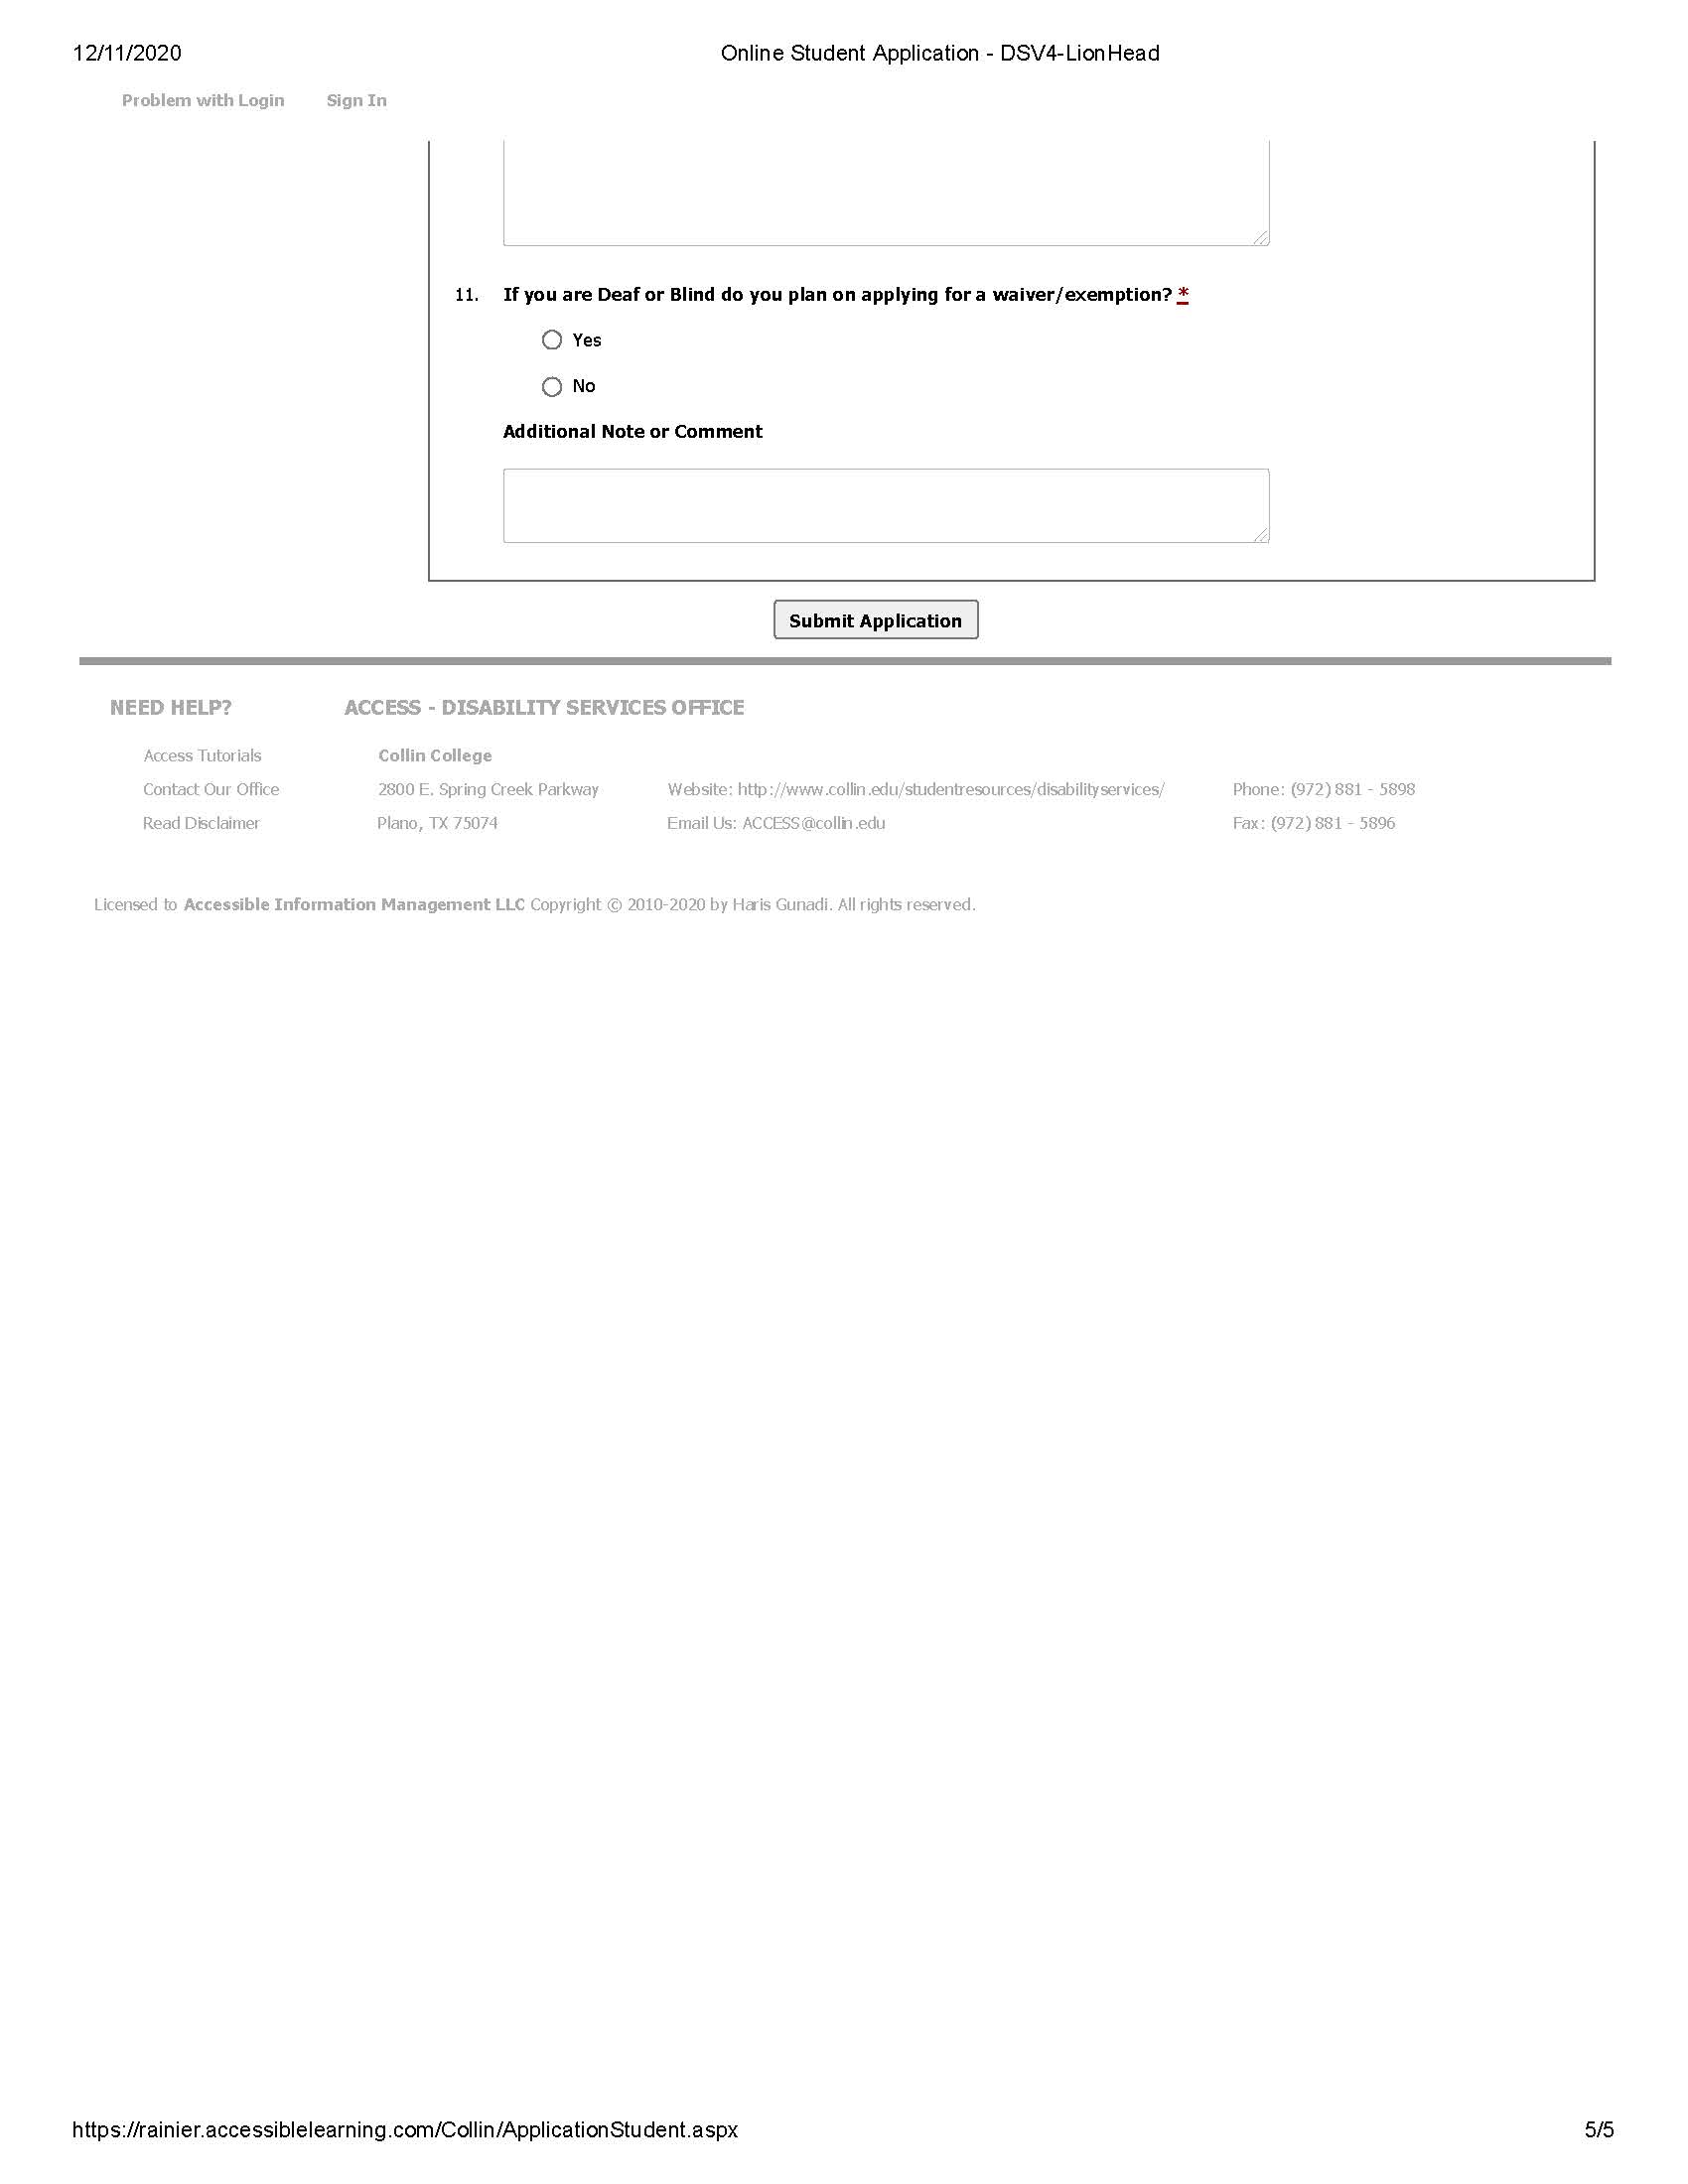 12/11/2020 Online Student Application - DSV4-LionHead
Problem with Login Sign In
11. If you are Deaf or Blind do you plan on applying for a waiver/exemption? *
Yes
No
Additional Note or Comment
Submit Application
NEED HELP? ACCESS - DISABILITY SERVICES OFFICE
Access Tutorials Collin College
Contact Our Office 2800 E. Spring Creek Parkway Website: http://www.collin.edu/studentresources/disabilityservices/ Phone: (972) 881 - 5898
Read Disclaimer Plano, TX 75074 Email Us: ACCESS@collin.edu Fax: (972) 881 - 5896
Licensed to Accessible Information Management LLC Copyright © 2010-2020 by Haris Gunadi. All rights reserved.
https://rainier.accessiblelearning.com/Collin/ApplicationStudent.aspx 5/5